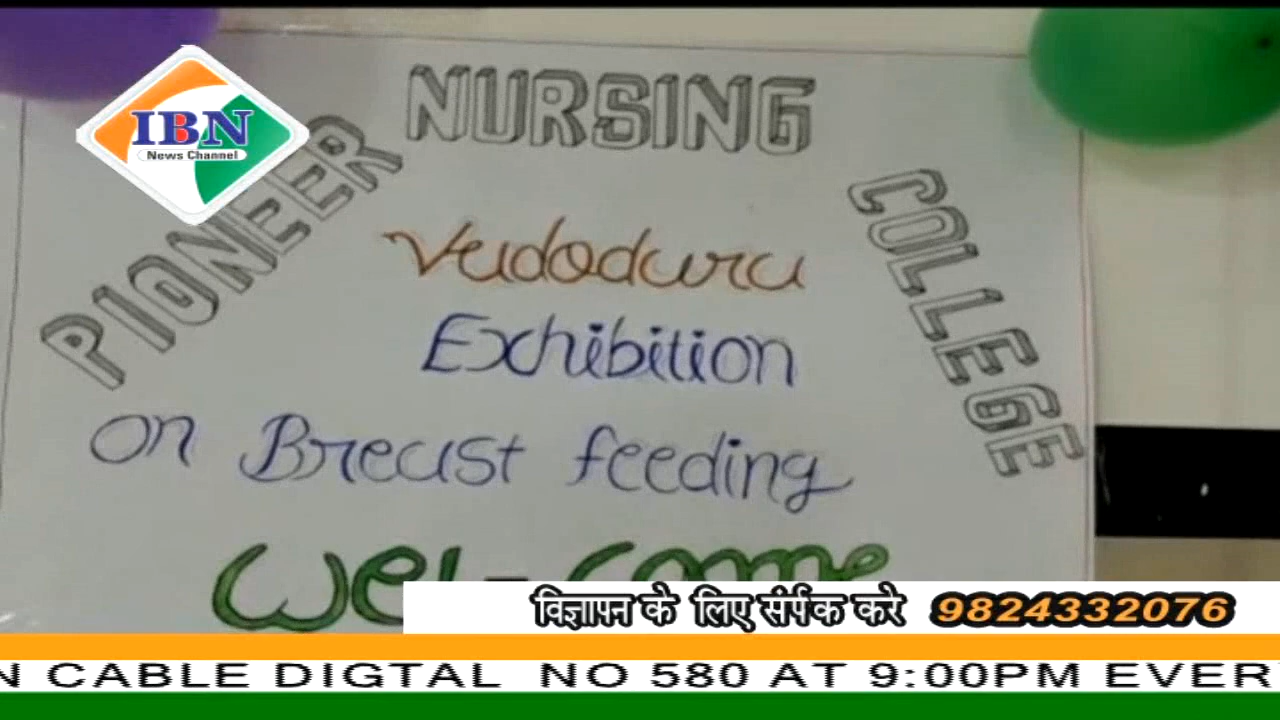 IBN
News Channel
PIONEER NURSING COLLEGE
Vadodara
Exhibition
on Breast feeding
Wel-come
विज्ञापन के लिए संर्पक करे 9824332076
N CABLE DIGTAL NO 580 AT 9:00PM EVER